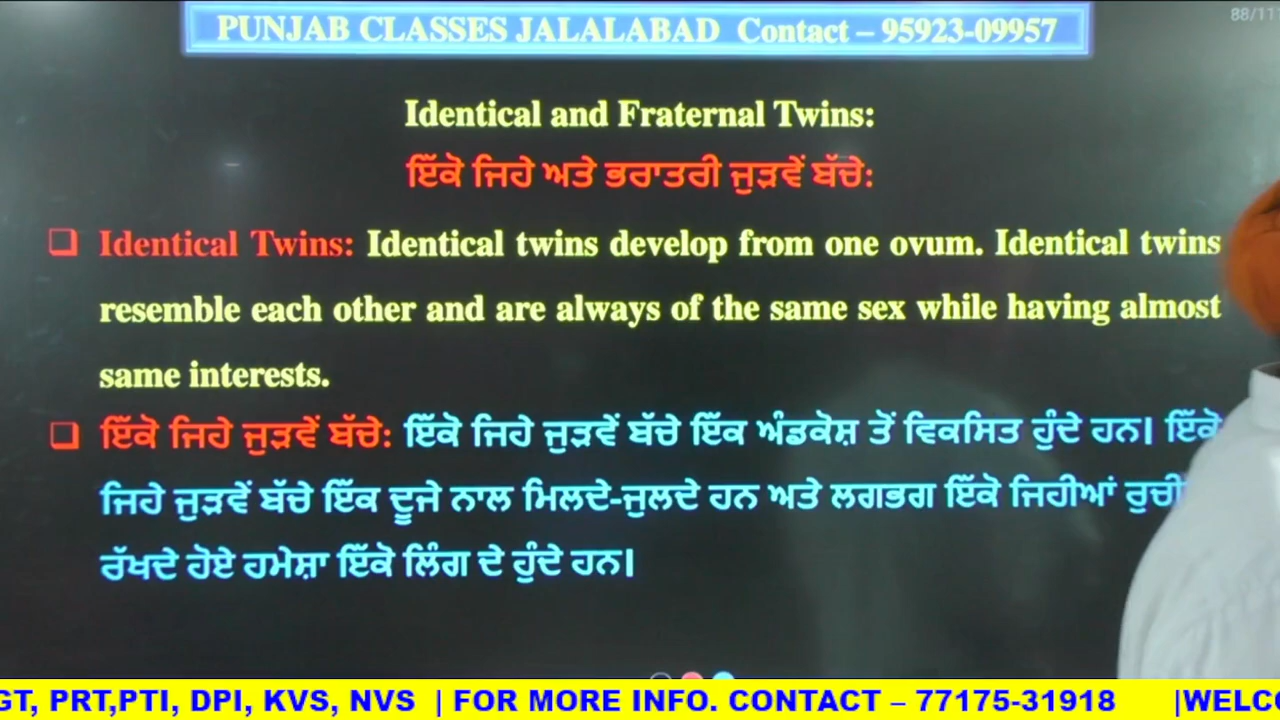 PUNJAB CLASSES JALALABAD Contact – 95923-09957
Identical and Fraternal Twins:
ਇੱਕੋ ਜਿਹੇ ਅਤੇ ਭਰਾਤਰੀ ਜੁੜਵੇਂ ਬੱਚੇ:
❑ Identical Twins: Identical twins develop from one ovum. Identical twins
resemble each other and are always of the same sex while having almost
same interests.
❑ ਇੱਕੋ ਜਿਹੇ ਜੁੜਵੇਂ ਬੱਚੇ: ਇੱਕੋ ਜਿਹੇ ਜੁੜਵੇਂ ਬੱਚੇ ਇੱਕ ਅੰਡਕੋਸ਼ ਤੋਂ ਵਿਕਸਿਤ ਹੁੰਦੇ ਹਨ। ਇੱਕੋ
ਜਿਹੇ ਜੁੜਵੇਂ ਬੱਚੇ ਇੱਕ ਦੂਜੇ ਨਾਲ ਮਿਲਦੇ-ਜੁਲਦੇ ਹਨ ਅਤੇ ਲਗਭਗ ਇੱਕੋ ਜਿਹੀਆਂ
ਰੱਖਦੇ ਹੋਏ ਹਮੇਸ਼ਾ ਇੱਕੋ ਲਿੰਗ ਦੇ ਹੁੰਦੇ ਹਨ।
GT, PRT,PTI, DPI, KVS, NVS | FOR MORE INFO. CONTACT – 77175-31918 |WELCO